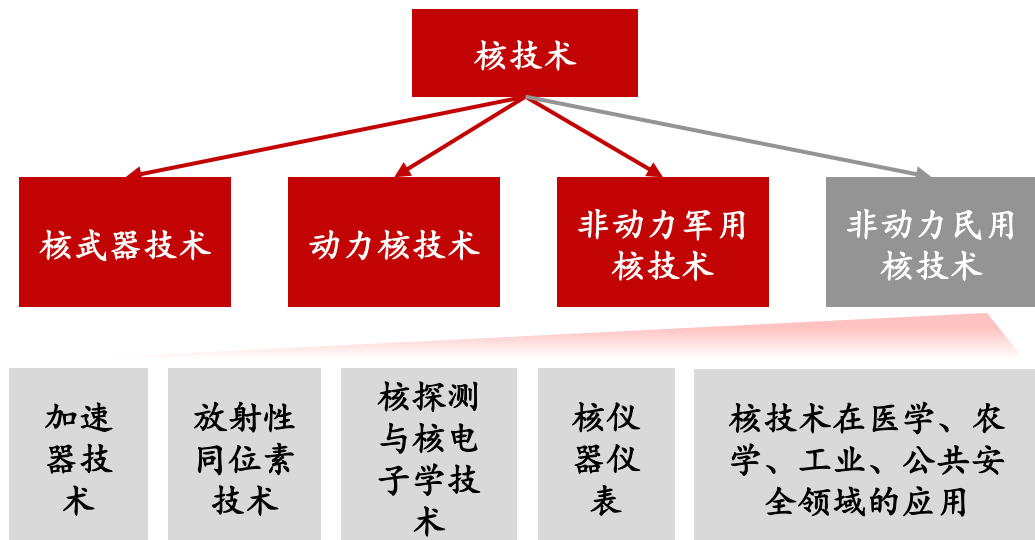 核技术
核武器技术
动力核技术
非动力军用
核技术
非动力民用
核技术
加速
器技
术
放射性
同位素
技术
核探测
与核电
子学技
术
核仪
器仪
表
核技术在医学、农
学、工业、公共安
全领域的应用